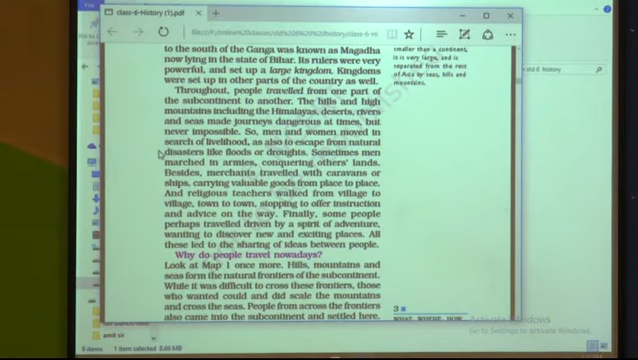 class-6-History (1).pdf
to the south of the Ganga was known as Magadha
now lying in the state of Bihar. Its rulers were very
powerful, and set up a large kingdom. Kingdoms
were set up in other parts of the country as well.
Throughout, people travelled from one part of
the subcontinent to another. The hills and high
mountains including the Himalayas, deserts, rivers
and seas made journeys dangerous at times, but
never impossible. So, men and women moved in
search of livelihood, as also to escape from natural
disasters like floods or droughts. Sometimes men
marched in armies, conquering others' lands.
Besides, merchants travelled with caravans or
ships, carrying valuable goods from place to place.
And religious teachers walked from village to
village, town to town, stopping to offer instruction
and advice on the way. Finally, some people
perhaps travelled driven by a spirit of adventure,
wanting to discover new and exciting places. All
these led to the sharing of ideas between people.
Why do people travel nowadays?
Look at Map 1 once more. Hills, mountains and
seas form the natural frontiers of the subcontinent.
While it was difficult to cross these frontiers, those
who wanted could and did scale the mountains
and cross the seas. People from across the frontiers
also came into the subcontinent and settled here.
smaller than a continent,
it is very large, and is
separated from the rest
of Asia by seas, hills and
mountains.
3
WHAT, WHERE, HOW
std 6 history
Activate Windows
Go to Settings to activate Windows.
amit sir
9 items 1 item selected 8.68 MB